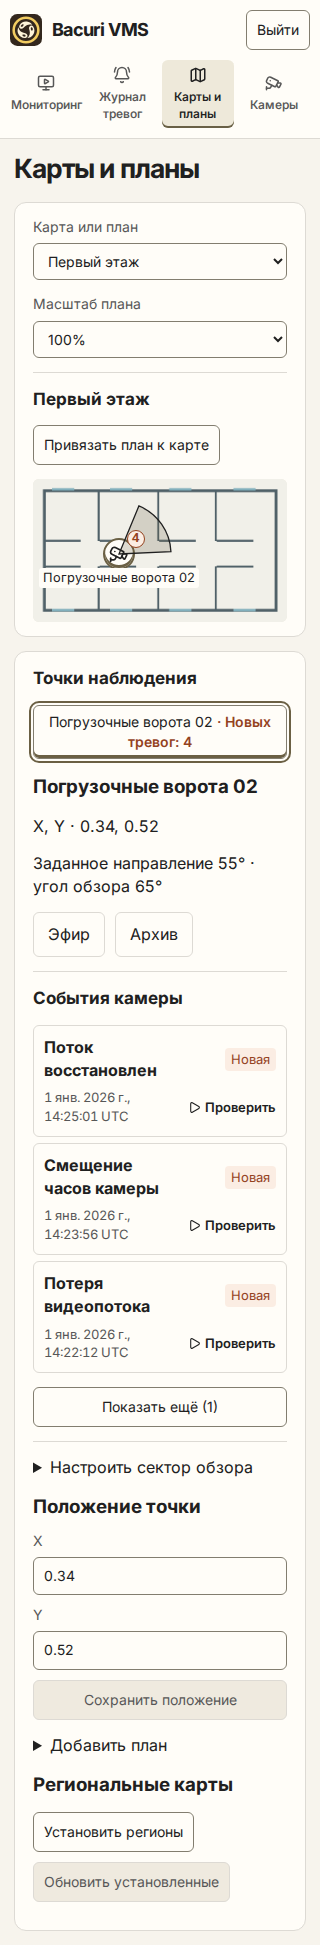 Bacuri VMS
Выйти
Мониторинг
Журнал
тревог
Карты и
планы
Камеры
Карты и планы
Карта или план
Первый этаж
Масштаб плана
100%
Первый этаж
Привязать план к карте
4
Погрузочные ворота 02
Точки наблюдения
Погрузочные ворота 02 · Новых
тревог: 4
Погрузочные ворота 02
X, Y · 0.34, 0.52
Заданное направление 55° ·
угол обзора 65°
Эфир
Архив
События камеры
Поток
восстановлен
Новая
1 янв. 2026 г.,
14:25:01 UTC
Проверить
Смещение
часов камеры
Новая
1 янв. 2026 г.,
14:23:56 UTC
Проверить
Потеря
видеопотока
Новая
1 янв. 2026 г.,
14:22:12 UTC
Проверить
Показать ещё (1)
Настроить сектор обзора
Положение точки
X
0.34
Y
0.52
Сохранить положение
Добавить план
Региональные карты
Установить регионы
Обновить установленные